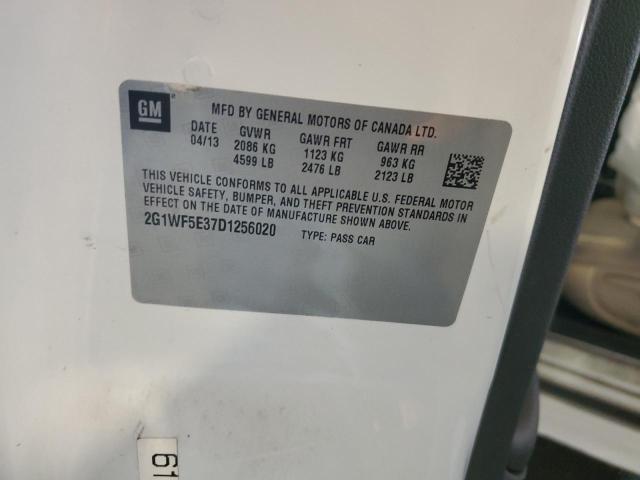 GM
MFD BY GENERAL MOTORS OF CANADA LTD.
DATE GVWR GAWR FRT GAWR RR
04/13 2086 KG 1123 KG 963 KG
4599 LB 2476 LB 2123 LB
THIS VEHICLE CONFORMS TO ALL APPLICABLE U.S. FEDERAL MOTOR
VEHICLE SAFETY, BUMPER, AND THEFT PREVENTION STANDARDS IN
EFFECT ON THE DATE OF MANUFACTURE SHOWN ABOVE.
2G1WF5E37D1256020 TYPE: PASS CAR
61